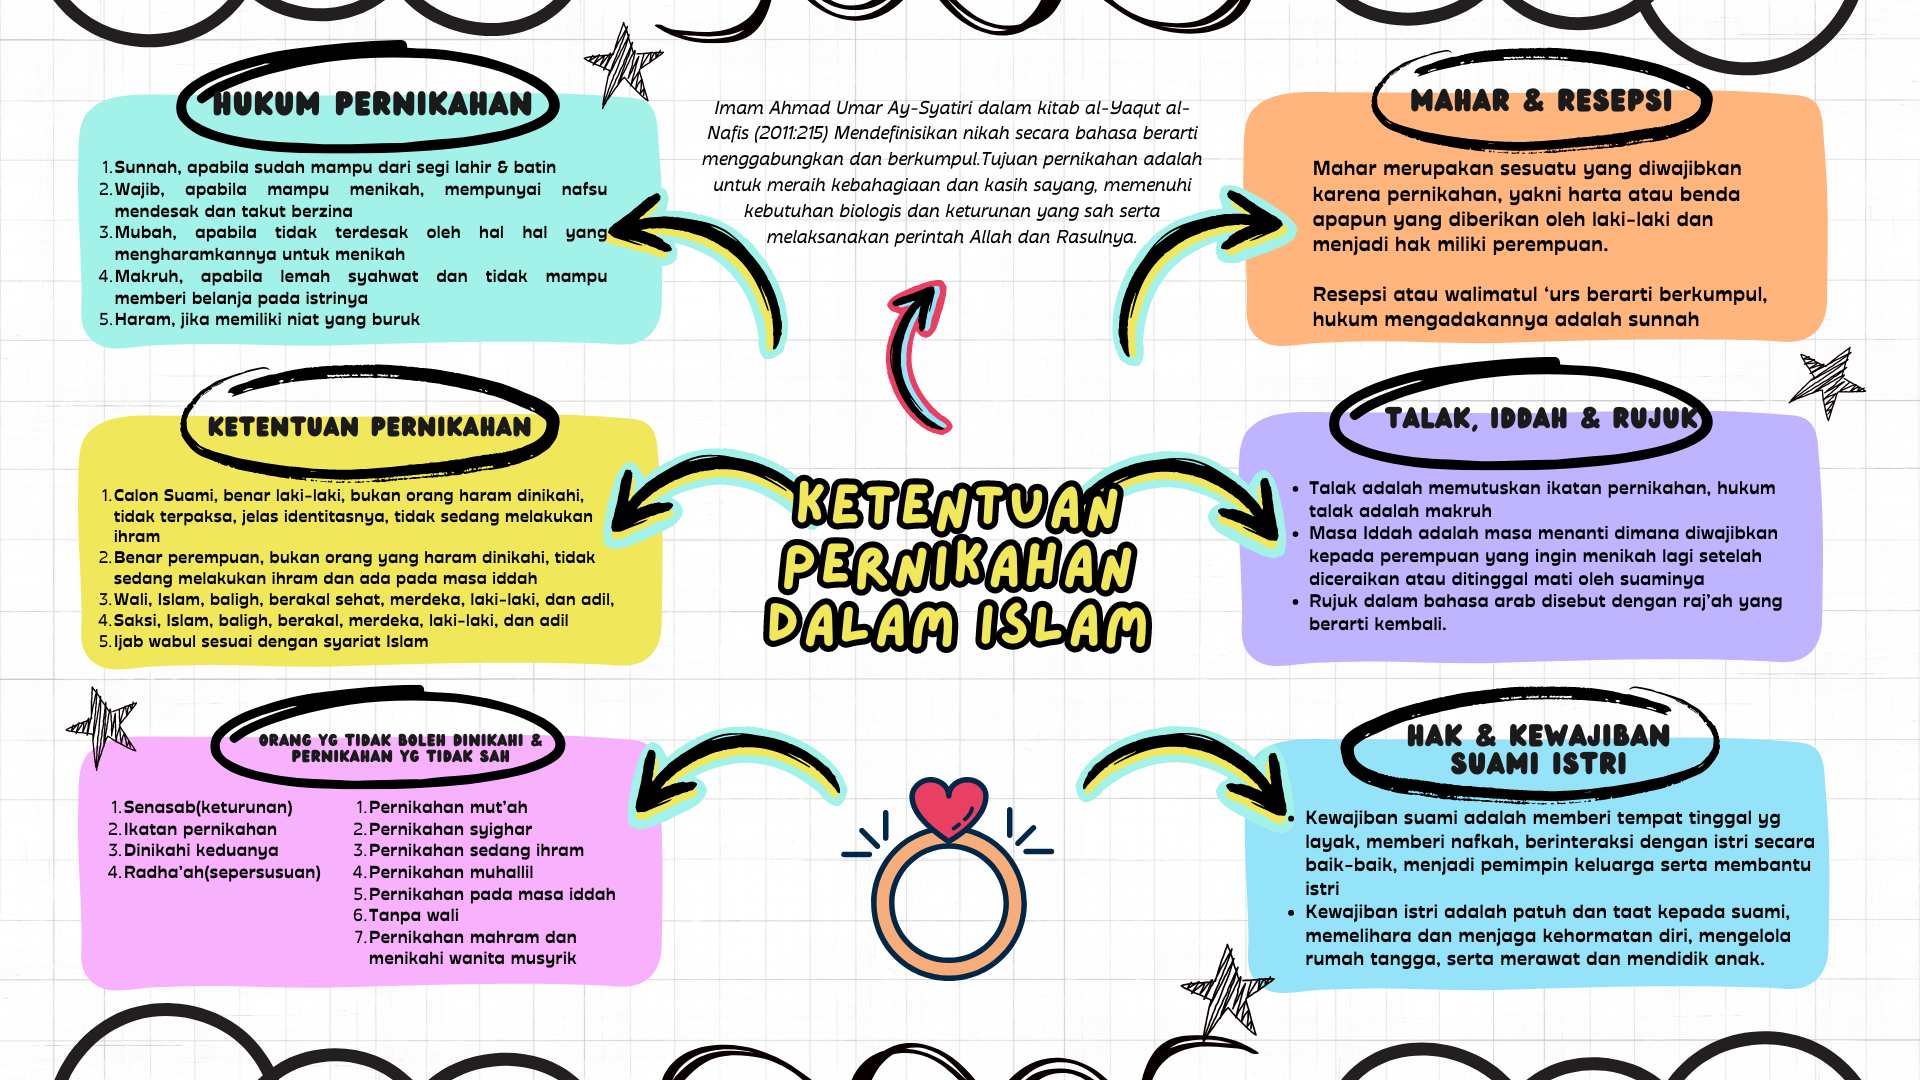 HUKUM PERNIKAHAN
1. Sunnah, apabila sudah mampu dari segi lahir & batin
2. Wajib, apabila mampu menikah, mempunyai nafsu
mendesak dan takut berzina
3. Mubah, apabila tidak terdesak oleh hal hal yang
mengharamkannya untuk menikah
4. Makruh, apabila lemah syahwat dan tidak mampu
memberi belanja pada istrinya
5. Haram, jika memiliki niat yang buruk
Imam Ahmad Umar Ay-Syatiri dalam kitab al-Yaqut al-
Nafis (2011:215) Mendefinisikan nikah secara bahasa berarti
menggabungkan dan berkumpul.Tujuan pernikahan adalah
untuk meraih kebahagiaan dan kasih sayang, memenuhi
kebutuhan biologis dan keturunan yang sah serta
melaksanakan perintah Allah dan Rasulnya.
MAHAR & RESEPSI
Mahar merupakan sesuatu yang diwajibkan
karena pernikahan, yakni harta atau benda
apapun yang diberikan oleh laki-laki dan
menjadi hak miliki perempuan.
Resepsi atau walimatul ‘urs berarti berkumpul,
hukum mengadakannya adalah sunnah
KETENTUAN PERNIKAHAN
1. Calon Suami, benar laki-laki, bukan orang haram dinikahi,
tidak terpaksa, jelas identitasnya, tidak sedang melakukan
ihram
2. Benar perempuan, bukan orang yang haram dinikahi, tidak
sedang melakukan ihram dan ada pada masa iddah
3. Wali, Islam, baligh, berakal sehat, merdeka, laki-laki, dan adil,
4. Saksi, Islam, baligh, berakal, merdeka, laki-laki, dan adil
5. Ijab wabul sesuai dengan syariat Islam
KETENTUAN
PERNIKAHAN
DALAM ISLAM
TALAK, IDDAH & RUJUK
• Talak adalah memutuskan ikatan pernikahan, hukum
talak adalah makruh
• Masa Iddah adalah masa menanti dimana diwajibkan
kepada perempuan yang ingin menikah lagi setelah
diceraikan atau ditinggal mati oleh suaminya
• Rujuk dalam bahasa arab disebut dengan raj’ah yang
berarti kembali.
ORANG YG TIDAK BOLEH DINIKAHI &
PERNIKAHAN YG TIDAK SAH
1. Senasab(keturunan)
2. Ikatan pernikahan
3. Dinikahi keduanya
4. Radha’ah(sepersusuan)
1. Pernikahan mut’ah
2. Pernikahan syighar
3. Pernikahan sedang ihram
4. Pernikahan muhallil
5. Pernikahan pada masa iddah
6. Tanpa wali
7. Pernikahan mahram dan
menikahi wanita musyrik
HAK & KEWAJIBAN
SUAMI ISTRI
• Kewajiban suami adalah memberi tempat tinggal yg
layak, memberi nafkah, berinteraksi dengan istri secara
baik-baik, menjadi pemimpin keluarga serta membantu
istri
• Kewajiban istri adalah patuh dan taat kepada suami,
memelihara dan menjaga kehormatan diri, mengelola
rumah tangga, serta merawat dan mendidik anak.